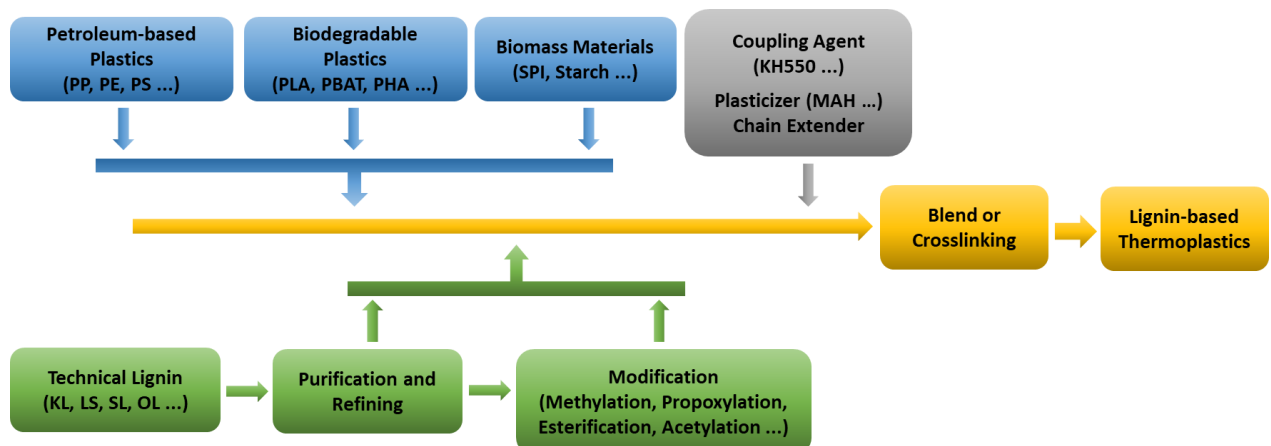 Petroleum-based
Plastics
(PP, PE, PS ...)
Biodegradable
Plastics
(PLA, PBAT, PHA ...)
Biomass Materials
(SPI, Starch ...)
Coupling Agent
(KH550 ...)
Plasticizer (MAH ...)
Chain Extender
Blend or
Crosslinking
Lignin-based
Thermoplastics
Technical Lignin
(KL, LS, SL, OL ...)
Purification and
Refining
Modification
(Methylation, Propoxylation,
Esterification, Acetylation ...)